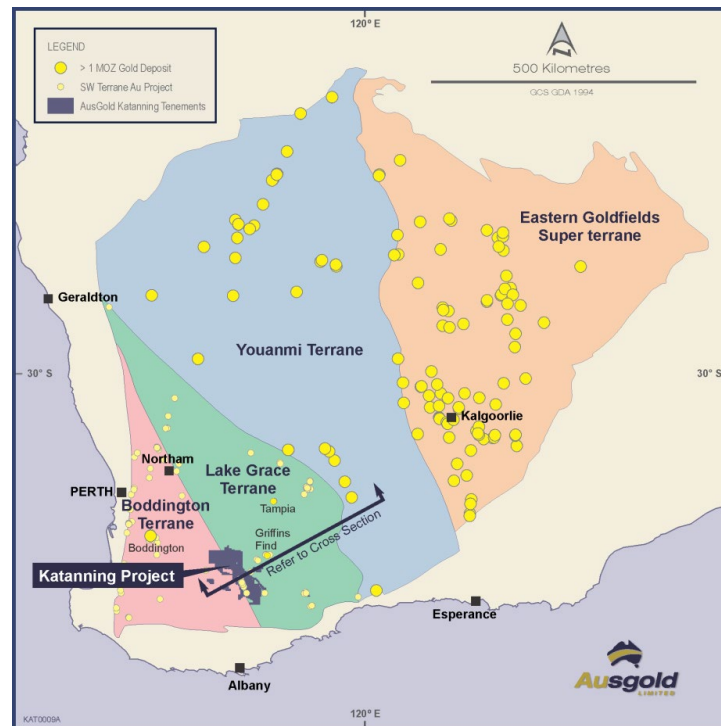 120° E
LEGEND
> 1 MOZ Gold Deposit
SW Terrane Au Project
AusGold Katanning Tenements
N
500 Kilometres
GCS GDA 1994
Eastern Goldfields
Super terrane
Geraldton
Youanmi Terrane
30° S
30° S
Kalgoorlie
Northam
Lake Grace
Terrane
PERTH
Boddington
Terrane
Tampia
Boddington
Griffins
Find
Refer to Cross Section
Katanning Project
Esperance
Albany
Ausgold
LIMITED
KAT0009A
120° E